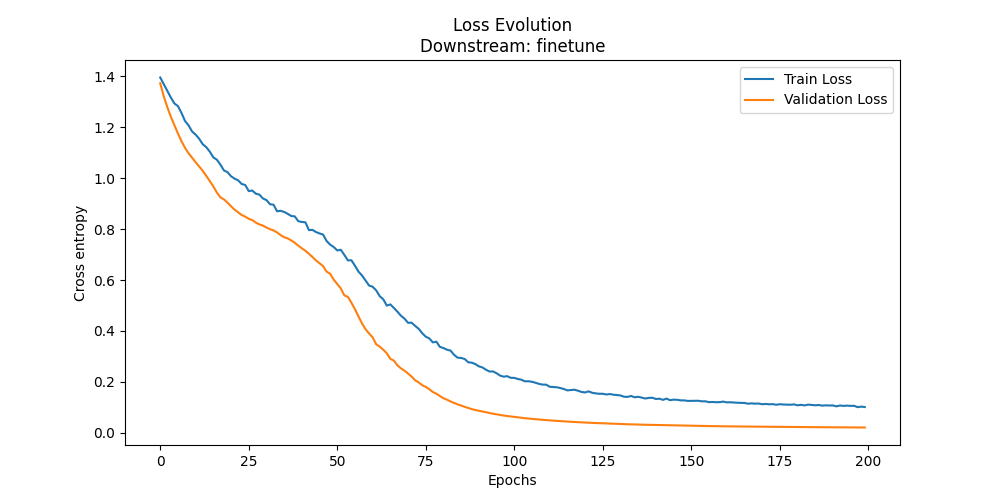 Loss Evolution
Downstream: finetune
Train Loss
Validation Loss
Cross entropy
1.4
1.2
1.0
0.8
0.6
0.4
0.2
0.0
0 25 50 75 100 125 150 175 200
Epochs